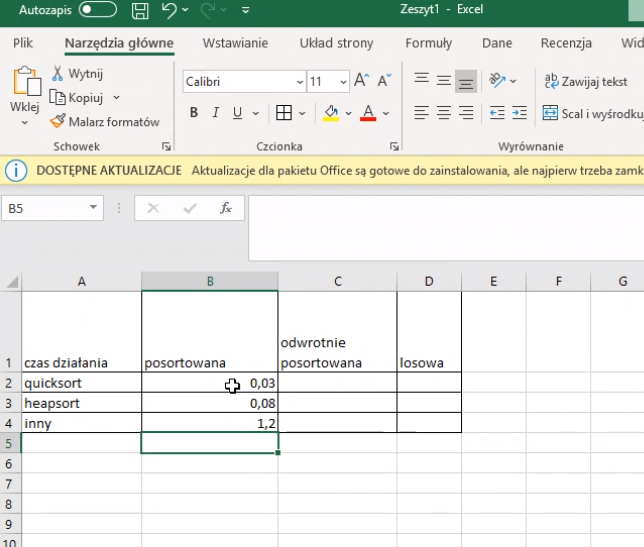 Autozapis
Zeszyt1 - Excel
Plik Narzędzia główne Wstawianie Układ strony Formuły Dane Recenzja Wid
Wklej
Wytnij
Kopiuj
Malarz formatów
Schowek
Calibri 11
B I U
Czcionka
Zawijaj tekst
Scal i wyśrodkuj
Wyrównanie
DOSTĘPNE AKTUALIZACJE Aktualizacje dla pakietu Office są gotowe do zainstalowania, ale najpierw trzeba zamk
B5 fx
A B C D E F G
1 czas działania posortowana odwrotnie
posortowana losowa
2 quicksort 0,03
3 heapsort 0,08
4 inny 1,2
5
6
7
8
9
10